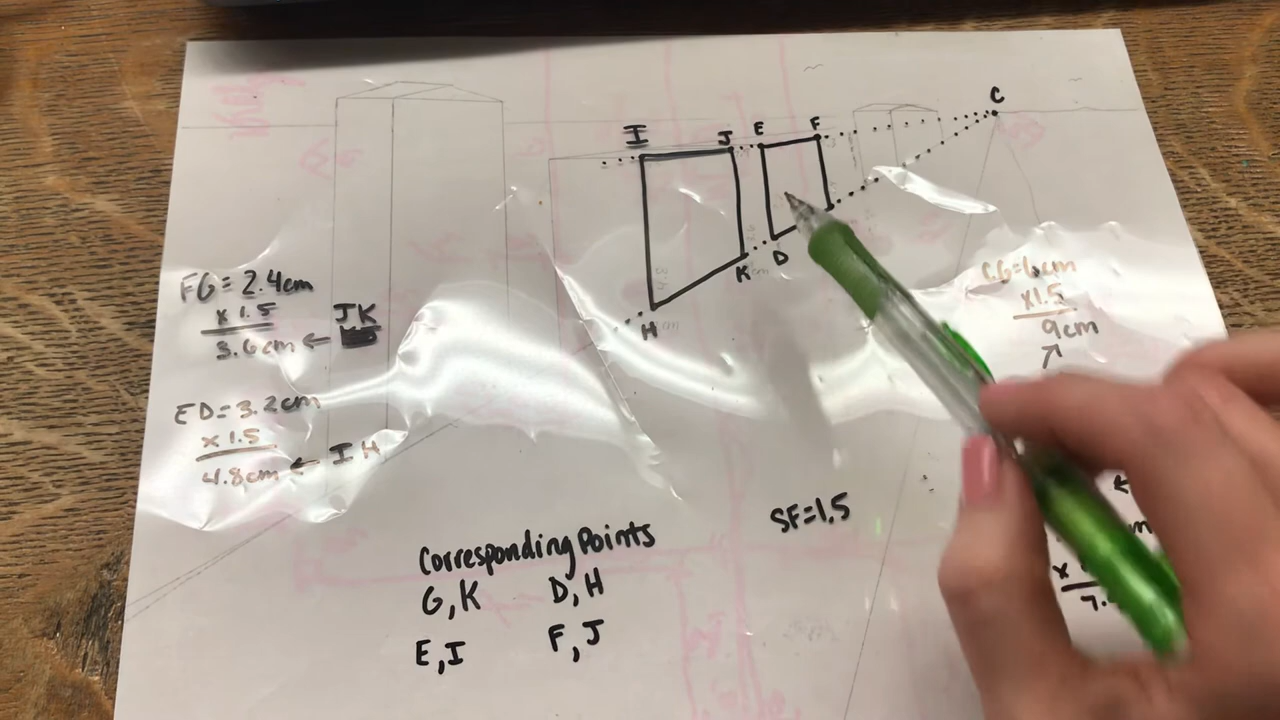 C
I J E F
K D
H
FG=2.4cm
x 1.5
3.6cm ← JK
ED=3.2cm
x 1.5
4.8cm ← IH
CG=6cm
x1.5
9cm
SF=1.5
Corresponding Points
G,K D,H
E,I F,J